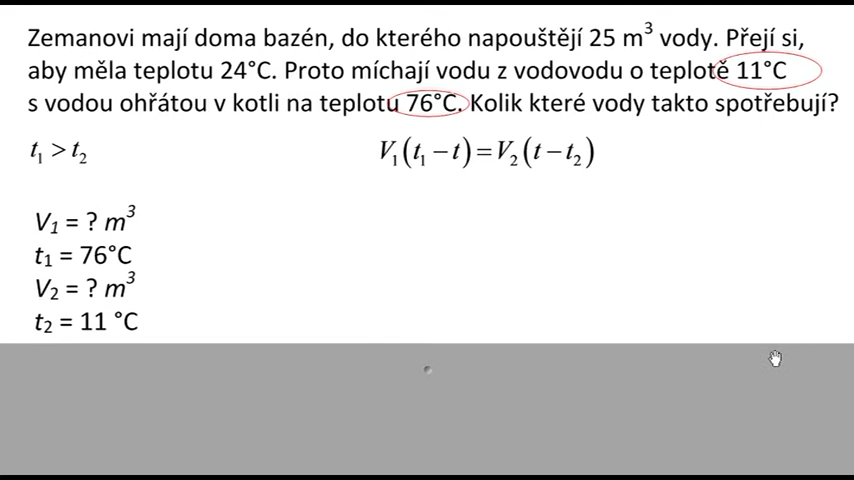 Zemanovi mají doma bazén, do kterého napouštějí 25 m³ vody. Přejí si,
aby měla teplotu 24°C. Proto míchají vodu z vodovodu o teplotě 11°C
s vodou ohřátou v kotli na teplotu 76°C. Kolik které vody takto spotřebují?
t₁ > t₂
V₁(t₁ − t) = V₂(t − t₂)
V₁ = ? m³
t₁ = 76°C
V₂ = ? m³
t₂ = 11 °C